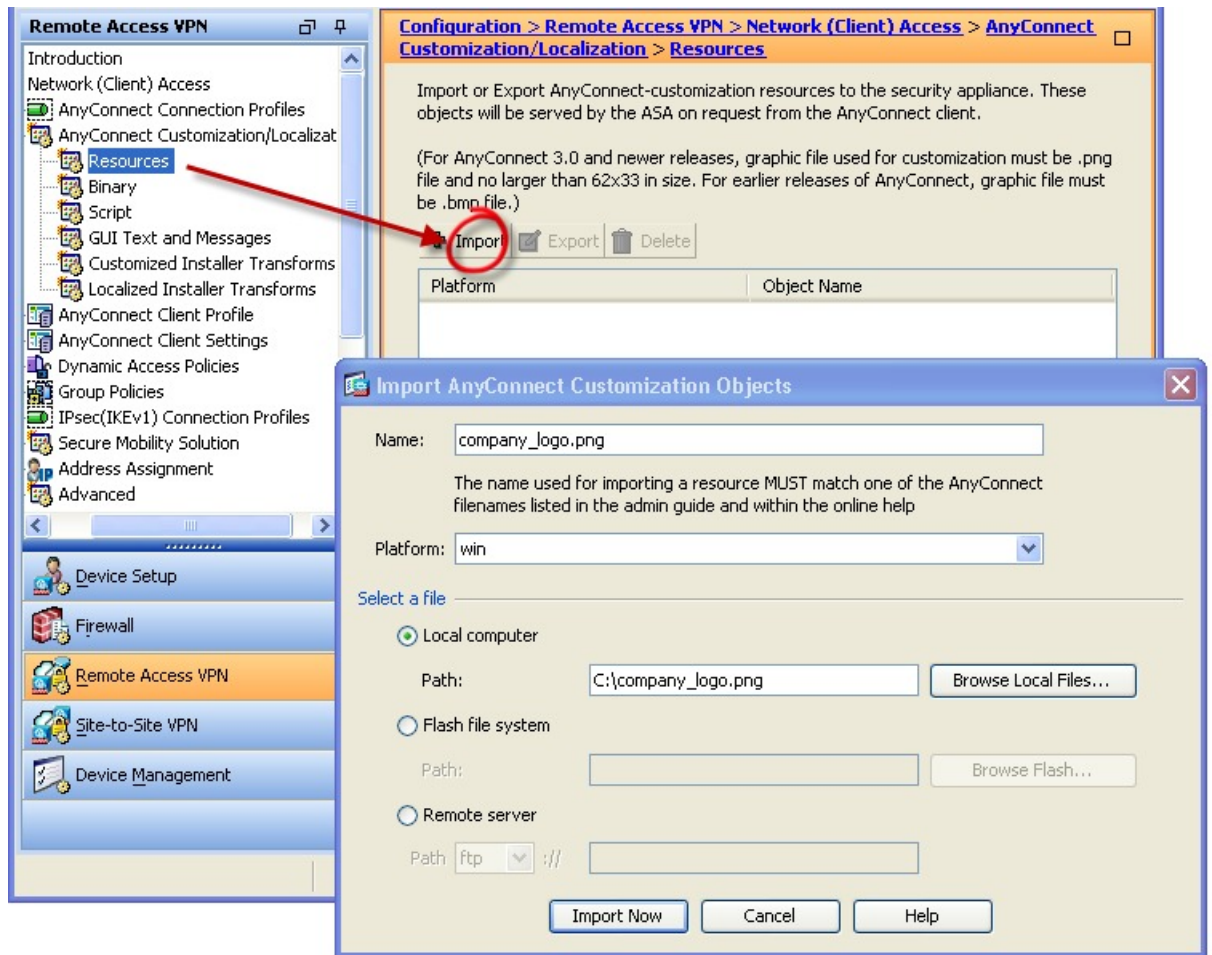 Remote Access VPN
Introduction
Network (Client) Access
AnyConnect Connection Profiles
AnyConnect Customization/Localizat
Resources
Binary
Script
GUI Text and Messages
Customized Installer Transforms
Localized Installer Transforms
AnyConnect Client Profile
AnyConnect Client Settings
Dynamic Access Policies
Group Policies
IPsec(IKEv1) Connection Profiles
Secure Mobility Solution
Address Assignment
Advanced
Device Setup
Firewall
Remote Access VPN
Site-to-Site VPN
Device Management
Configuration > Remote Access VPN > Network (Client) Access > AnyConnect
Customization/Localization > Resources
Import or Export AnyConnect-customization resources to the security appliance. These
objects will be served by the ASA on request from the AnyConnect client.
(For AnyConnect 3.0 and newer releases, graphic file used for customization must be .png
file and no larger than 62x33 in size. For earlier releases of AnyConnect, graphic file must
be .bmp file.)
Import Export Delete
Platform Object Name
Import AnyConnect Customization Objects
Name: company_logo.png
The name used for importing a resource MUST match one of the AnyConnect
filenames listed in the admin guide and within the online help
Platform: win
Select a file
Local computer
Path: C:\company_logo.png Browse Local Files...
Flash file system
Path: Browse Flash...
Remote server
Path ftp ://
Import Now Cancel Help